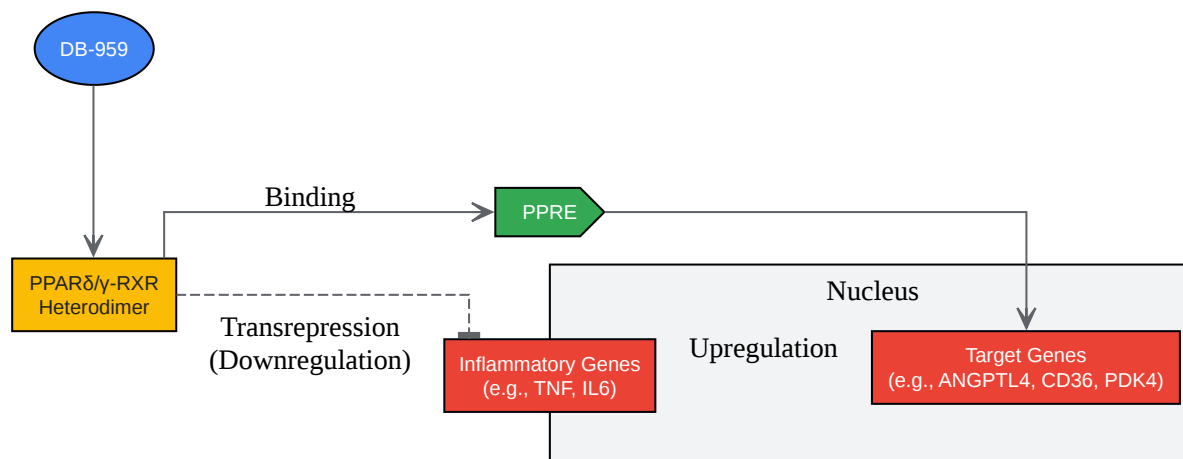 DB-959
Binding
PPRE
PPARδ/γ-RXR
Heterodimer
Nucleus
Transrepression
(Downregulation)
Upregulation
Inflammatory Genes
(e.g., TNF, IL6)
Target Genes
(e.g., ANGPTL4, CD36, PDK4)